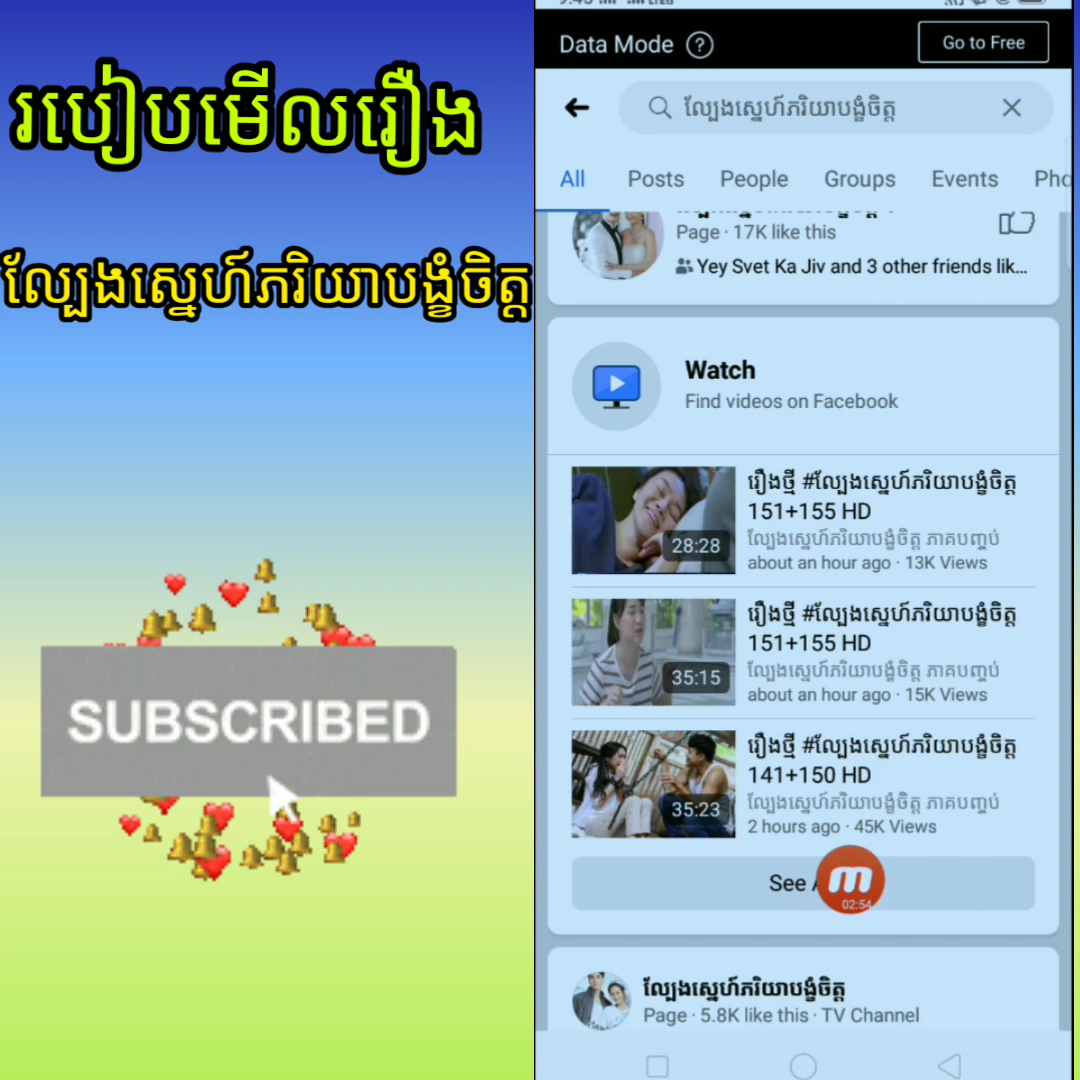 របៀបមើលរឿង
ល្បែងស្នេហ៍ភរិយាបង្ខំចិត្ត
SUBSCRIBED
Data Mode
Go to Free
ល្បែងស្នេហ៍ភរិយាបង្ខំចិត្ត
All Posts People Groups Events Pho
Page · 17K like this
Yey Svet Ka Jiv and 3 other friends lik...
Watch
Find videos on Facebook
រឿងថ្មី #ល្បែងស្នេហ៍ភរិយាបង្ខំចិត្ត
151+155 HD
ល្បែងស្នេហ៍ភរិយាបង្ខំចិត្ត ភាគបញ្ចប់
about an hour ago · 13K Views
28:28
រឿងថ្មី #ល្បែងស្នេហ៍ភរិយាបង្ខំចិត្ត
151+155 HD
ល្បែងស្នេហ៍ភរិយាបង្ខំចិត្ត ភាគបញ្ចប់
about an hour ago · 15K Views
35:15
រឿងថ្មី #ល្បែងស្នេហ៍ភរិយាបង្ខំចិត្ត
141+150 HD
ល្បែងស្នេហ៍ភរិយាបង្ខំចិត្ត ភាគបញ្ចប់
2 hours ago · 45K Views
35:23
See
02:54
ល្បែងស្នេហ៍ភរិយាបង្ខំចិត្ត
Page · 5.8K like this · TV Channel